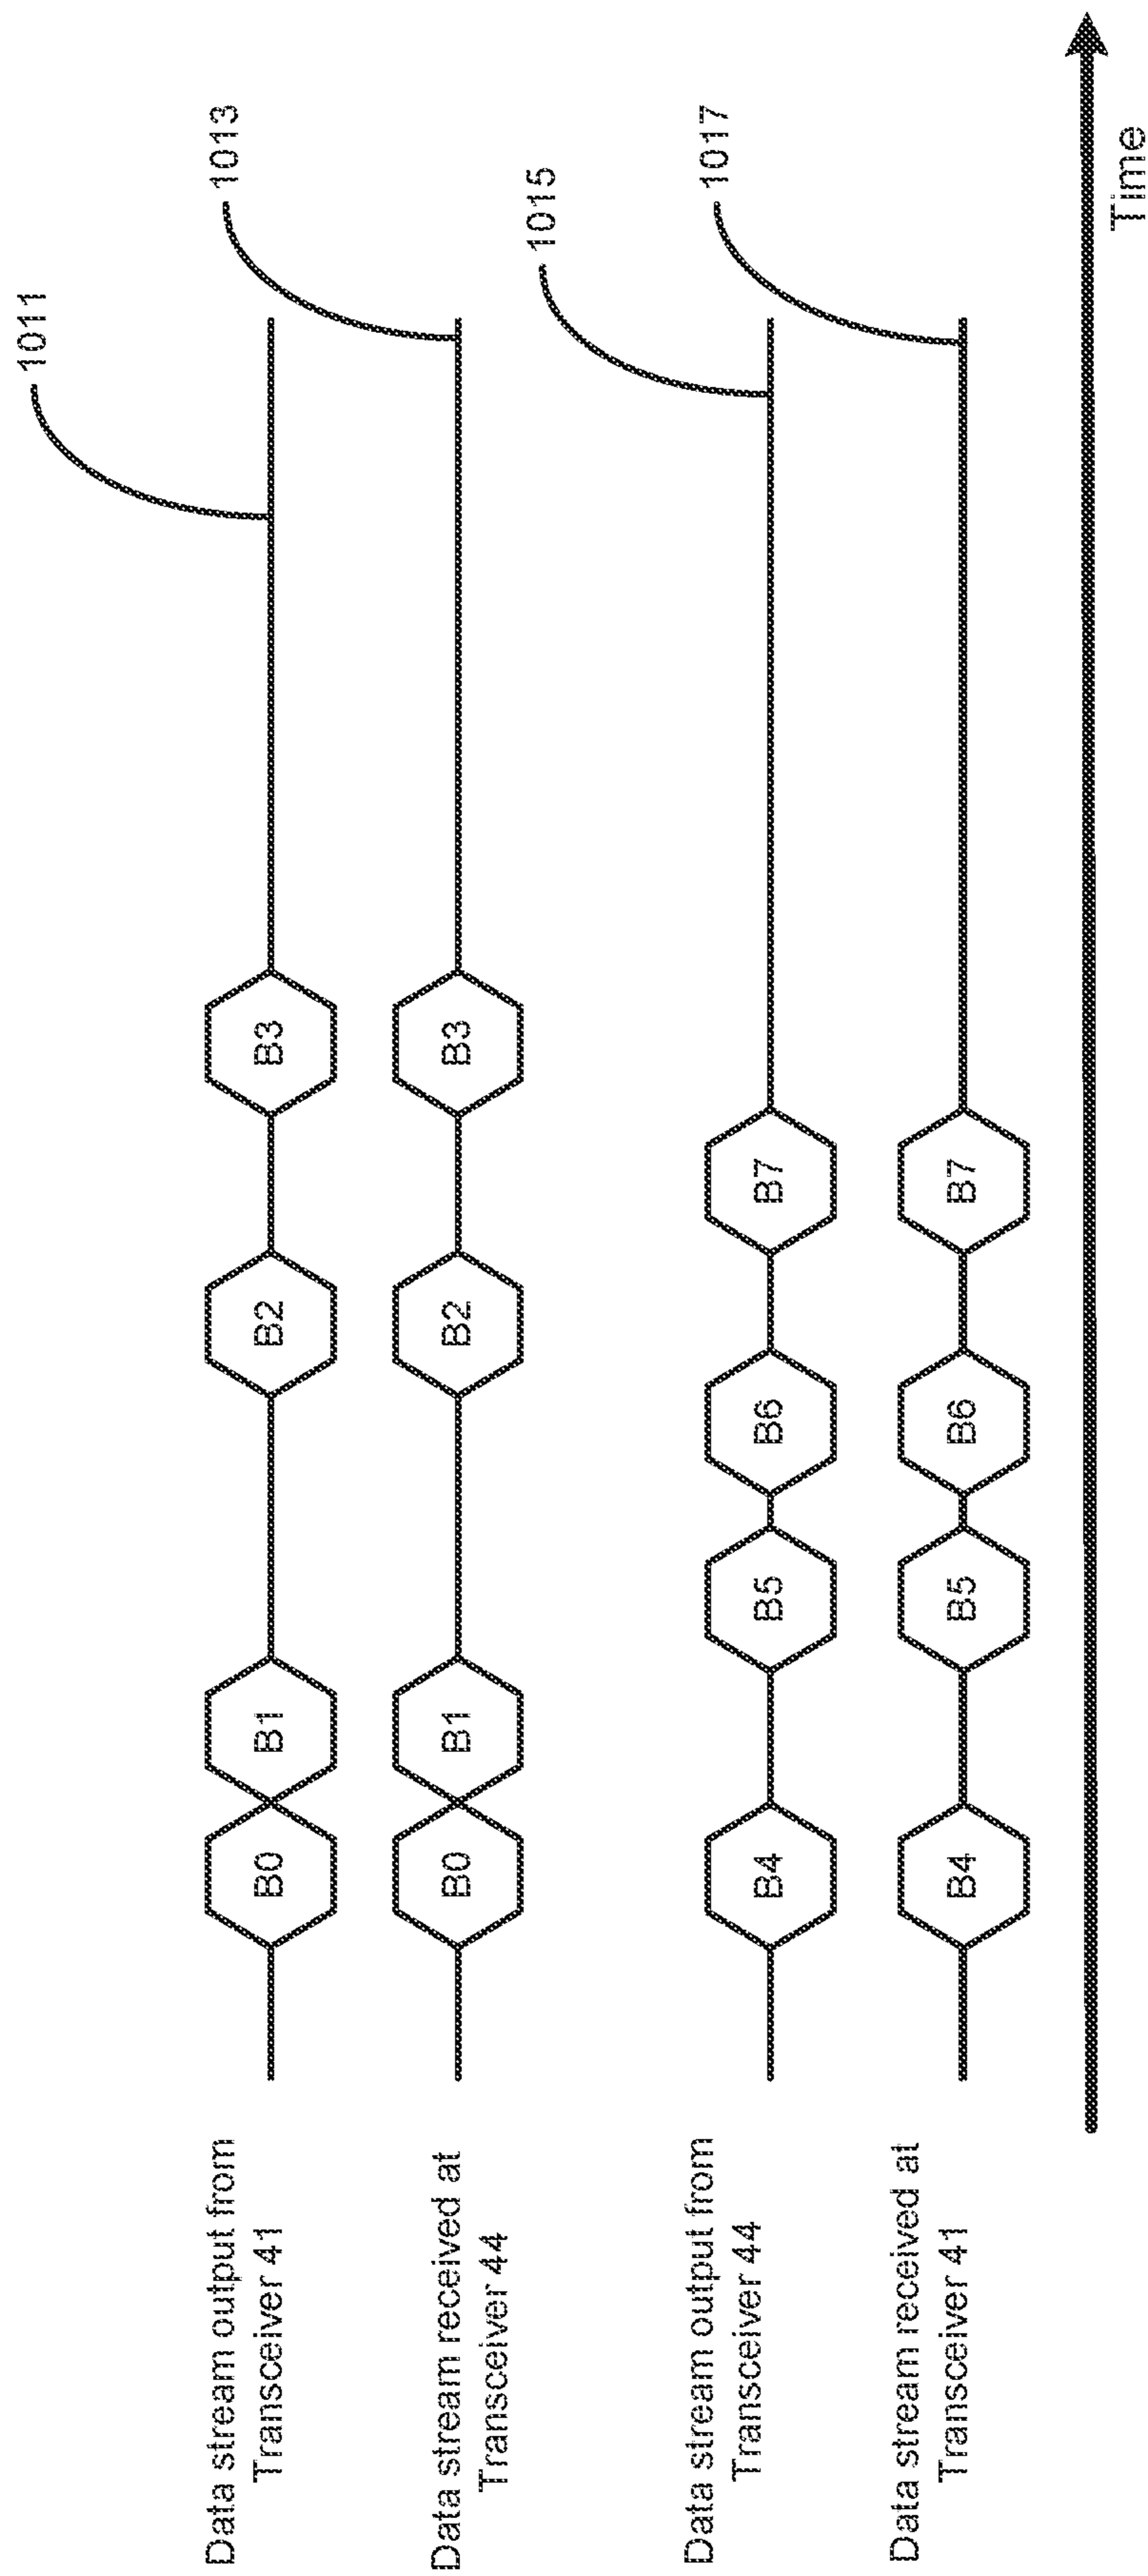 1011
1013
Data stream output from
Transceiver 41
B0
B1
B2
B3
Data stream received at
Transceiver 44
B0
B1
B2
B3
1015
1017
Data stream output from
Transceiver 44
B4
B5
B6
B7
Data stream received at
Transceiver 41
B4
B5
B6
B7
Time